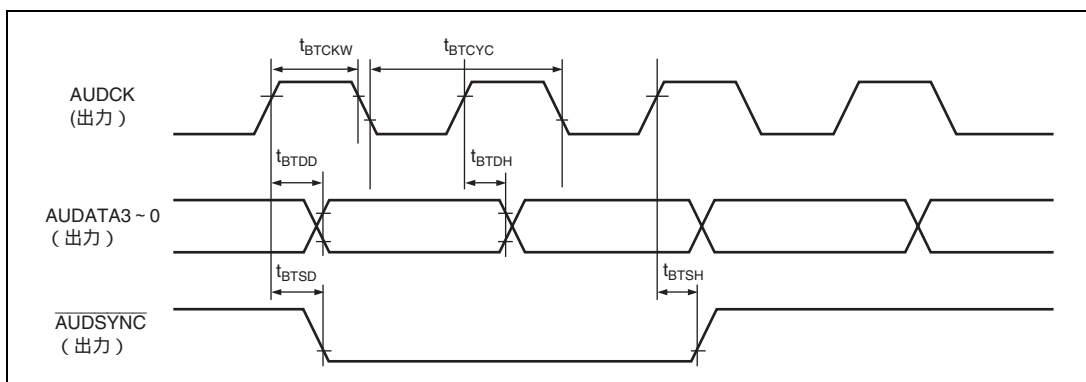 tBTCKW
tBTCYC
AUDCK
(出力）
tBTDD
tBTDH
AUDATA3～0
（出力）
tBTSD
tBTSH
AUDSYNC
（出力）